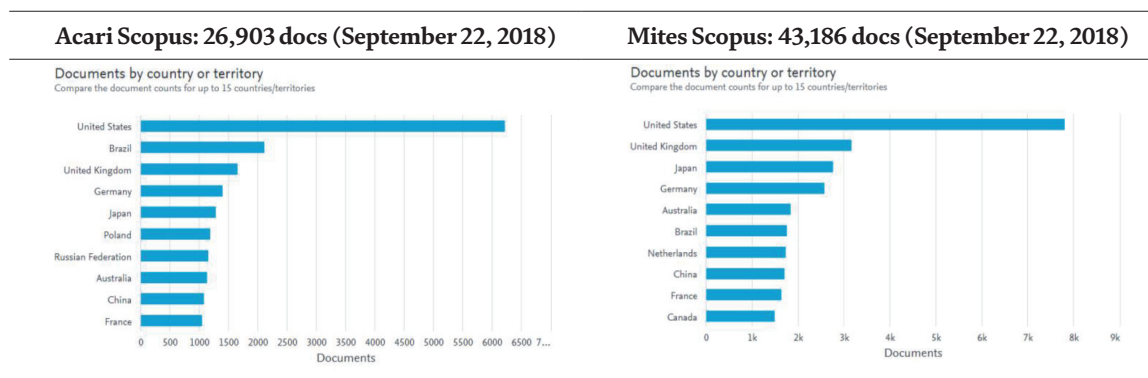 Acari Scopus: 26,903 docs (September 22, 2018)
Documents by country or territory
Compare the document counts for up to 15 countries/territories
United States
Brazil
United Kingdom
Germany
Japan
Poland
Russian Federation
Australia
China
France
0 500 1000 1500 2000 2500 3000 3500 4000 4500 5000 5500 6000 6500 7...
Documents
Mites Scopus: 43,186 docs (September 22, 2018)
Documents by country or territory
Compare the document counts for up to 15 countries/territories
United States
United Kingdom
Japan
Germany
Australia
Brazil
Netherlands
China
France
Canada
0 1k 2k 3k 4k 5k 6k 7k 8k 9k
Documents